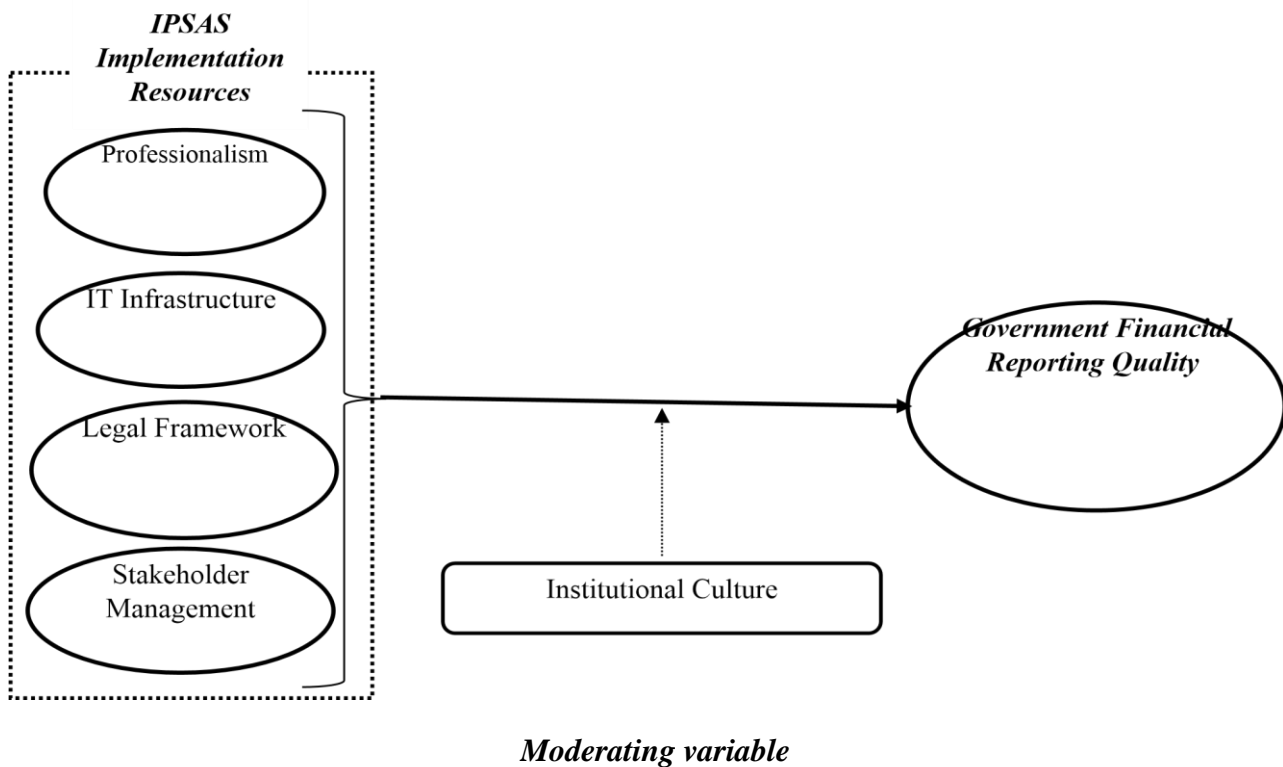 IPSAS
Implementation
Resources
Professionalism
IT Infrastructure
Legal Framework
Stakeholder
Management
Government Financial
Reporting Quality
Institutional Culture
Moderating variable